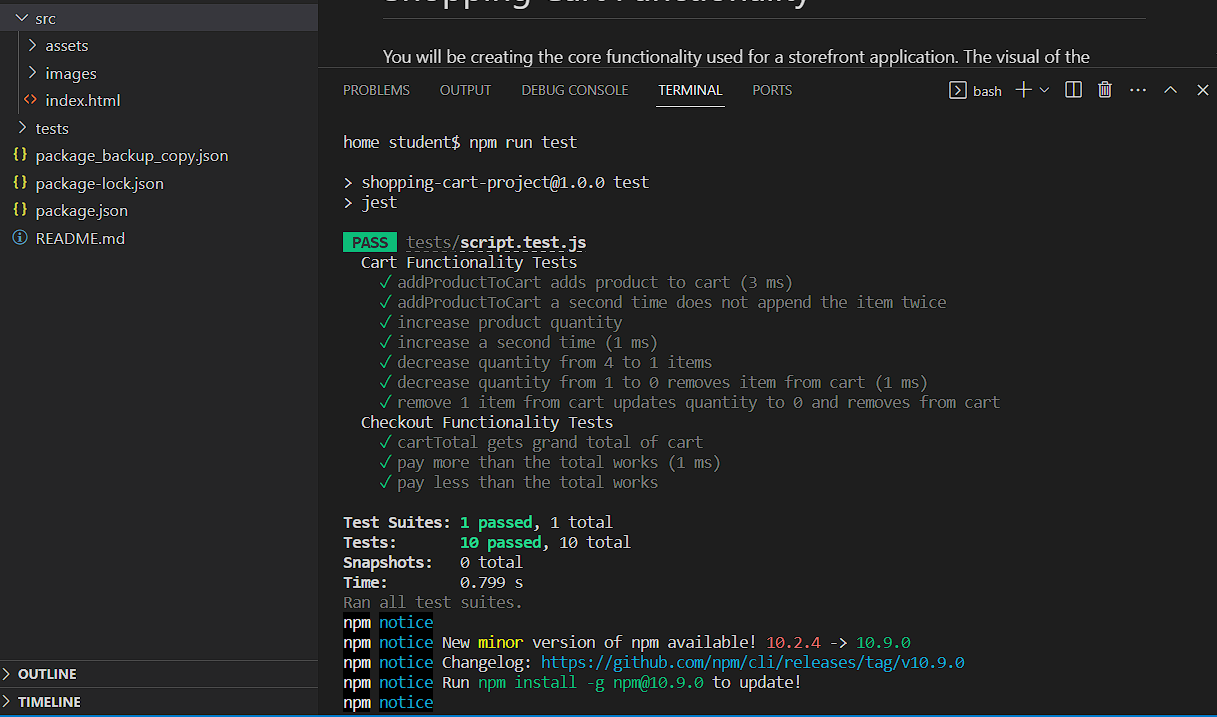 src
assets
images
index.html
tests
package_backup_copy.json
package-lock.json
package.json
README.md
OUTLINE
TIMELINE
Shopping Cart Functionality
You will be creating the core functionality used for a storefront application. The visual of the
PROBLEMS OUTPUT DEBUG CONSOLE TERMINAL PORTS bash
home student$ npm run test
> shopping-cart-project@1.0.0 test
> jest
PASS tests/script.test.js
Cart Functionality Tests
✓ addProductToCart adds product to cart (3 ms)
✓ addProductToCart a second time does not append the item twice
✓ increase product quantity
✓ increase a second time (1 ms)
✓ decrease quantity from 4 to 1 items
✓ decrease quantity from 1 to 0 removes item from cart (1 ms)
✓ remove 1 item from cart updates quantity to 0 and removes from cart
Checkout Functionality Tests
✓ cartTotal gets grand total of cart
✓ pay more than the total works (1 ms)
✓ pay less than the total works
Test Suites: 1 passed, 1 total
Tests: 10 passed, 10 total
Snapshots: 0 total
Time: 0.799 s
Ran all test suites.
npm notice
npm notice New minor version of npm available! 10.2.4 -> 10.9.0
npm notice Changelog: https://github.com/npm/cli/releases/tag/v10.9.0
npm notice Run npm install -g npm@10.9.0 to update!
npm notice